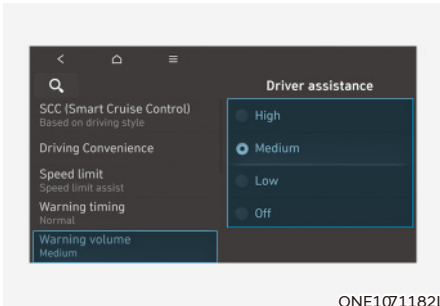 Driver assistance
SCC (Smart Cruise Control)
Based on driving style
Driving Convenience
Speed limit
Speed limit assist
Warning timing
Normal
Warning volume
Medium
High
Medium
Low
Off
ONE1071182L